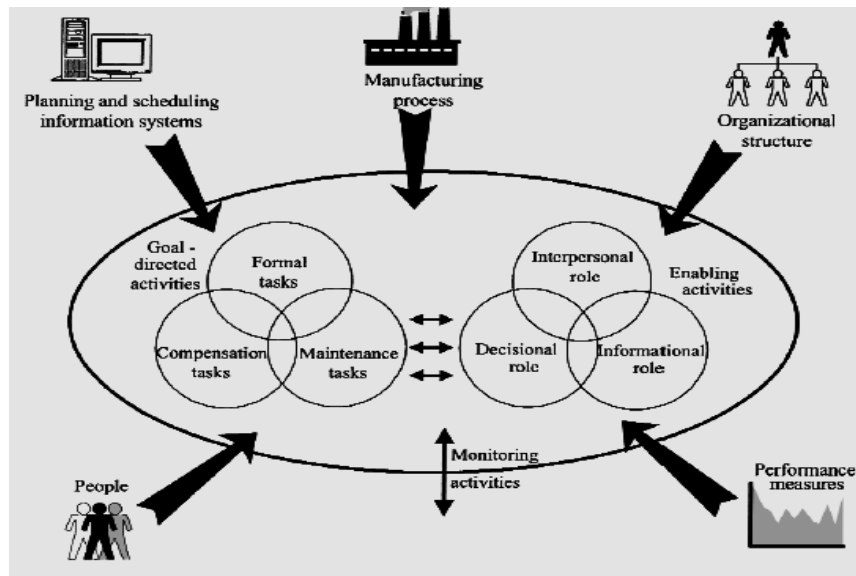 Planning and scheduling
information systems
Manufacturing
process
Organizational
structure
Goal -
directed
activities
Formal
tasks
Compensation
tasks
Maintenance
tasks
Interpersonal
role
Enabling
activities
Decisional
role
Informational
role
Monitoring
activities
People
Performance
measures